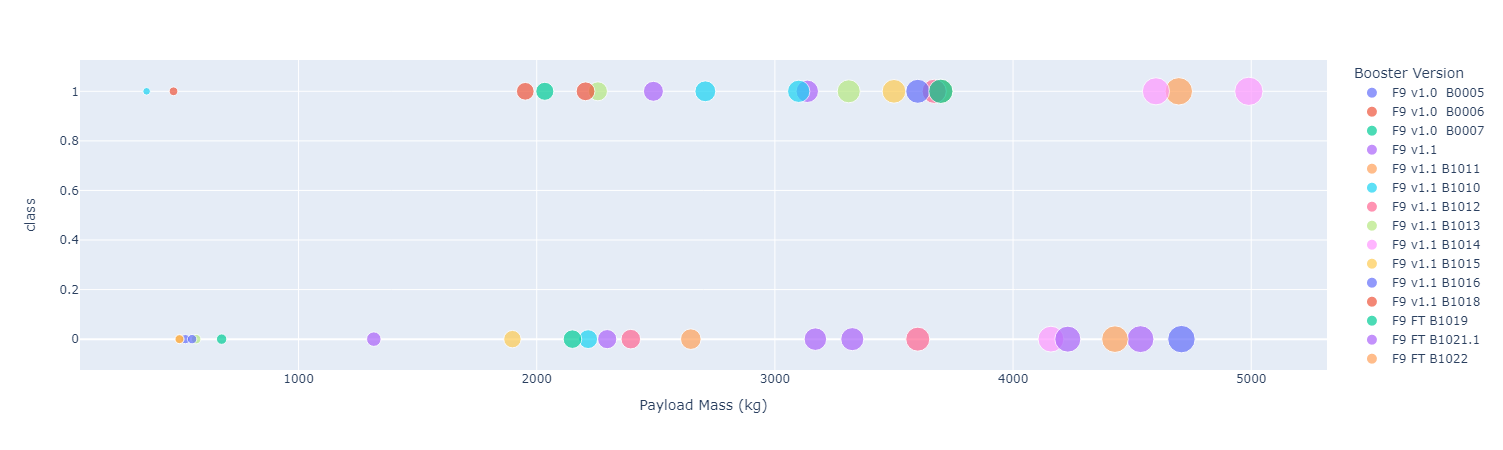 Booster Version
F9 v1.0  B0005
F9 v1.0  B0006
F9 v1.0  B0007
F9 v1.1
F9 v1.1 B1011
F9 v1.1 B1010
F9 v1.1 B1012
F9 v1.1 B1013
F9 v1.1 B1014
F9 v1.1 B1015
F9 v1.1 B1016
F9 v1.1 B1018
F9 FT B1019
F9 FT B1021.1
F9 FT B1022
1
0.8
0.6
0.4
0.2
0
class
1000 2000 3000 4000 5000
Payload Mass (kg)